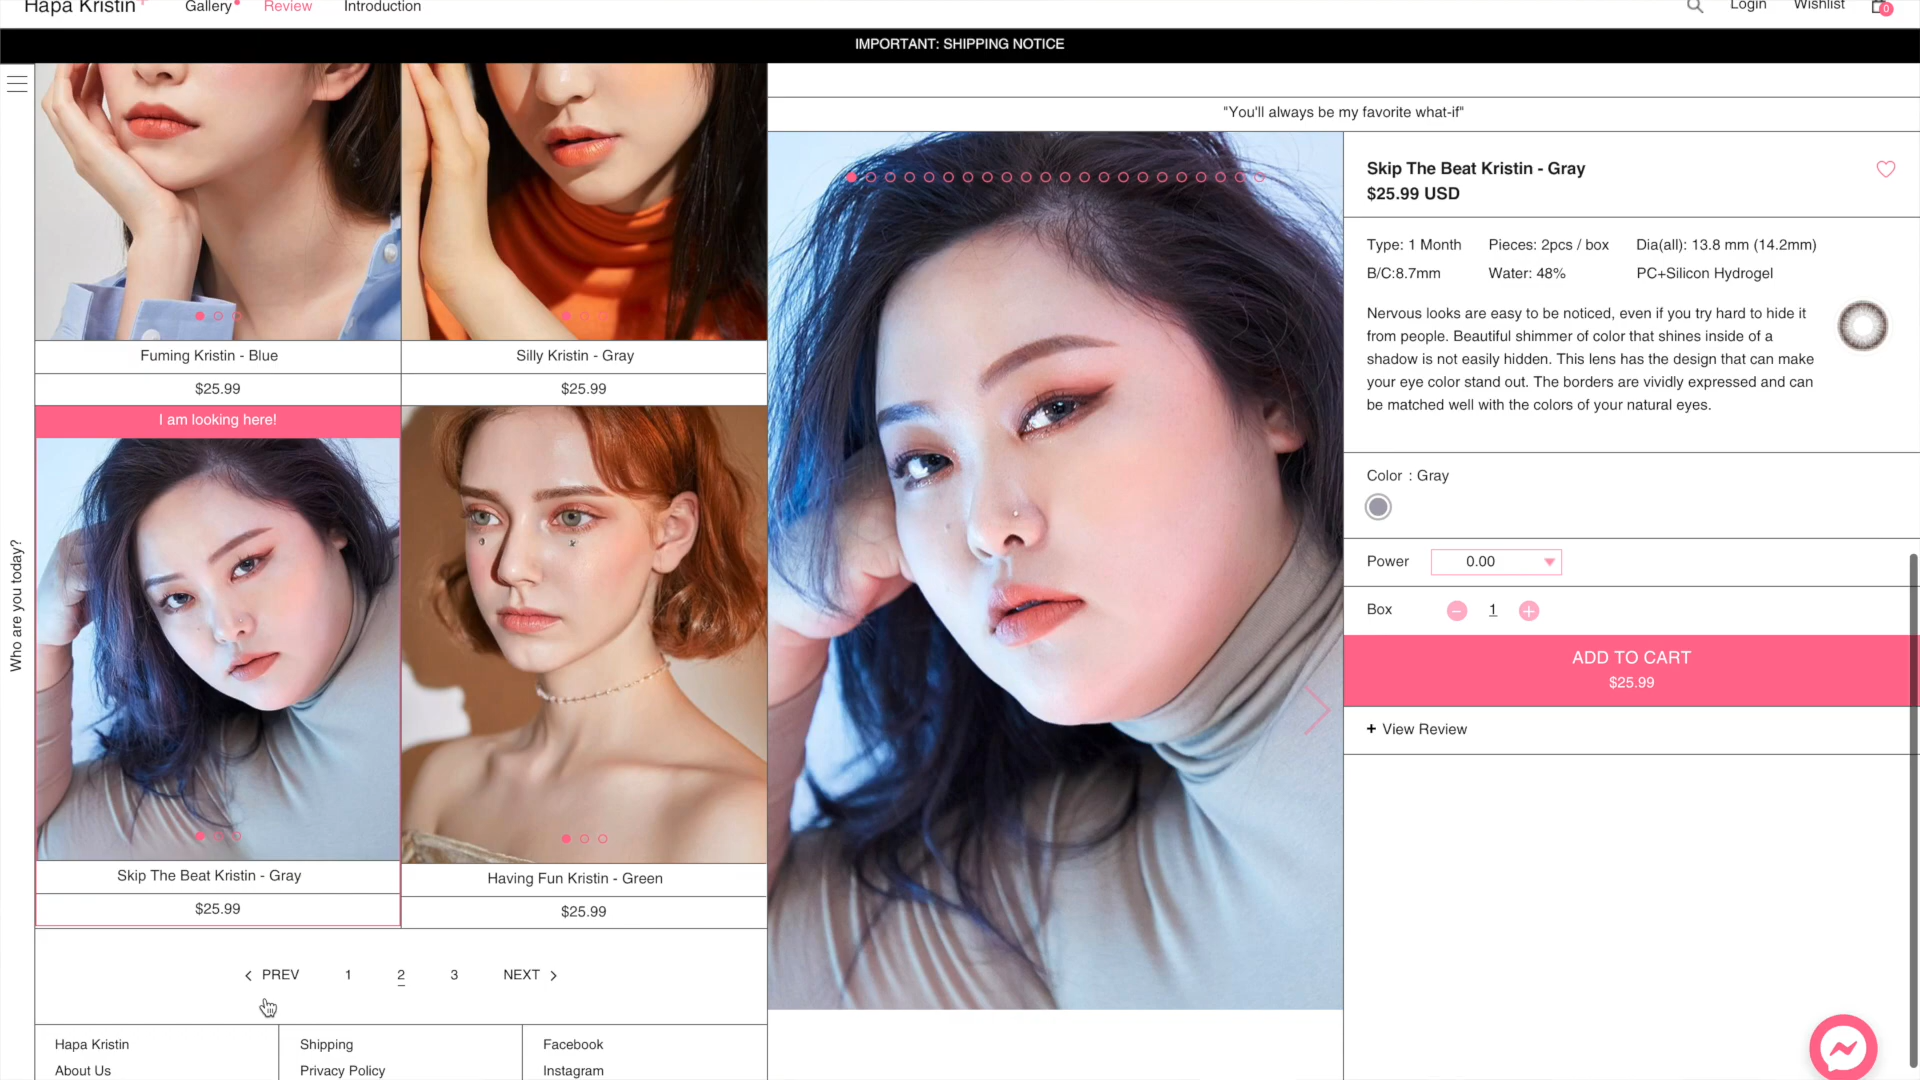 Hapa Kristin+
Gallery
Review
Introduction
Login
Wishlist
0
IMPORTANT: SHIPPING NOTICE
Who are you today?
Fuming Kristin - Blue
$25.99
Silly Kristin - Gray
$25.99
I am looking here!
Skip The Beat Kristin - Gray
$25.99
Having Fun Kristin - Green
$25.99
PREV 1 2 3 NEXT
Hapa Kristin
About Us
Shipping
Privacy Policy
Facebook
Instagram
"You'll always be my favorite what-if"
Skip The Beat Kristin - Gray
$25.99 USD
Type: 1 Month Pieces: 2pcs / box Dia(all): 13.8 mm (14.2mm)
B/C:8.7mm Water: 48% PC+Silicon Hydrogel
Nervous looks are easy to be noticed, even if you try hard to hide it
from people. Beautiful shimmer of color that shines inside of a
shadow is not easily hidden. This lens has the design that can make
your eye color stand out. The borders are vividly expressed and can
be matched well with the colors of your natural eyes.
Color : Gray
Power 0.00
Box − 1 +
ADD TO CART
$25.99
+ View Review